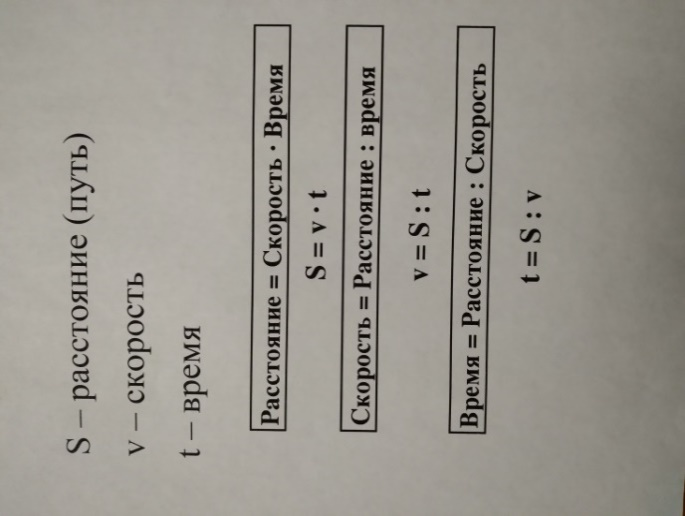 S – расстояние (путь)
v – скорость
t – время
Расстояние = Скорость · Время
S = v · t
Скорость = Расстояние : время
v = S : t
Время = Расстояние : Скорость
t = S : v